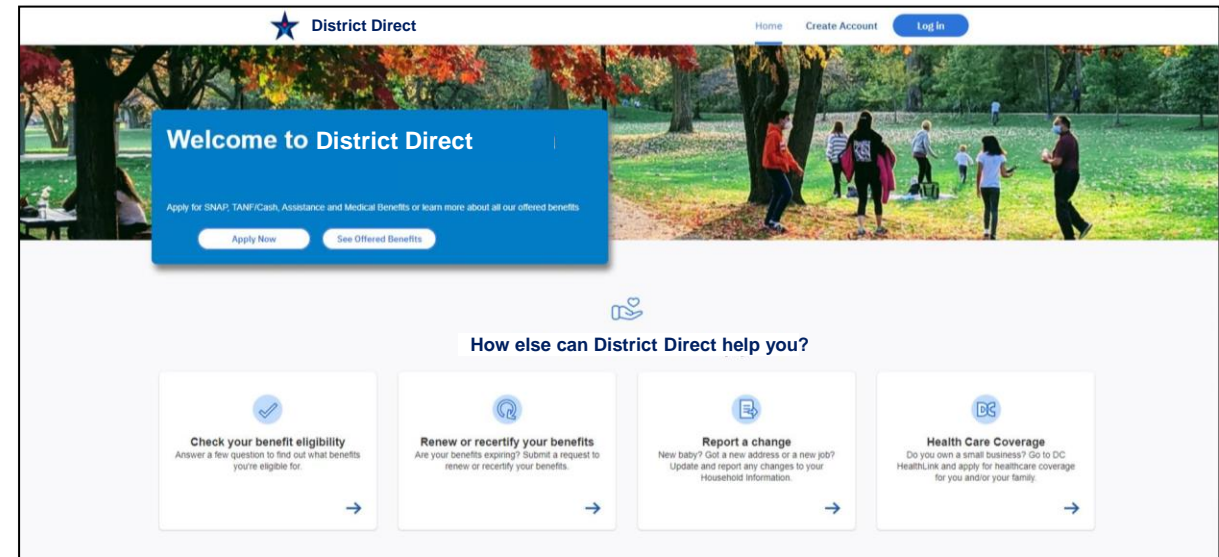 District Direct
Home Create Account Log in
Welcome to District Direct
Apply for SNAP, TANF/Cash, Assistance and Medical Benefits or learn more about all our offered benefits
Apply Now See Offered Benefits
How else can District Direct help you?
Check your benefit eligibility
Answer a few question to find out what benefits
you're eligible for.
Renew or recertify your benefits
Are your benefits expiring? Submit a request to
renew or recertify your benefits.
Report a change
New baby? Got a new address or a new job?
Update and report any changes to your
Household Information.
DC
Health Care Coverage
Do you own a small business? Go to DC
HealthLink and apply for healthcare coverage
for you and/or your family.